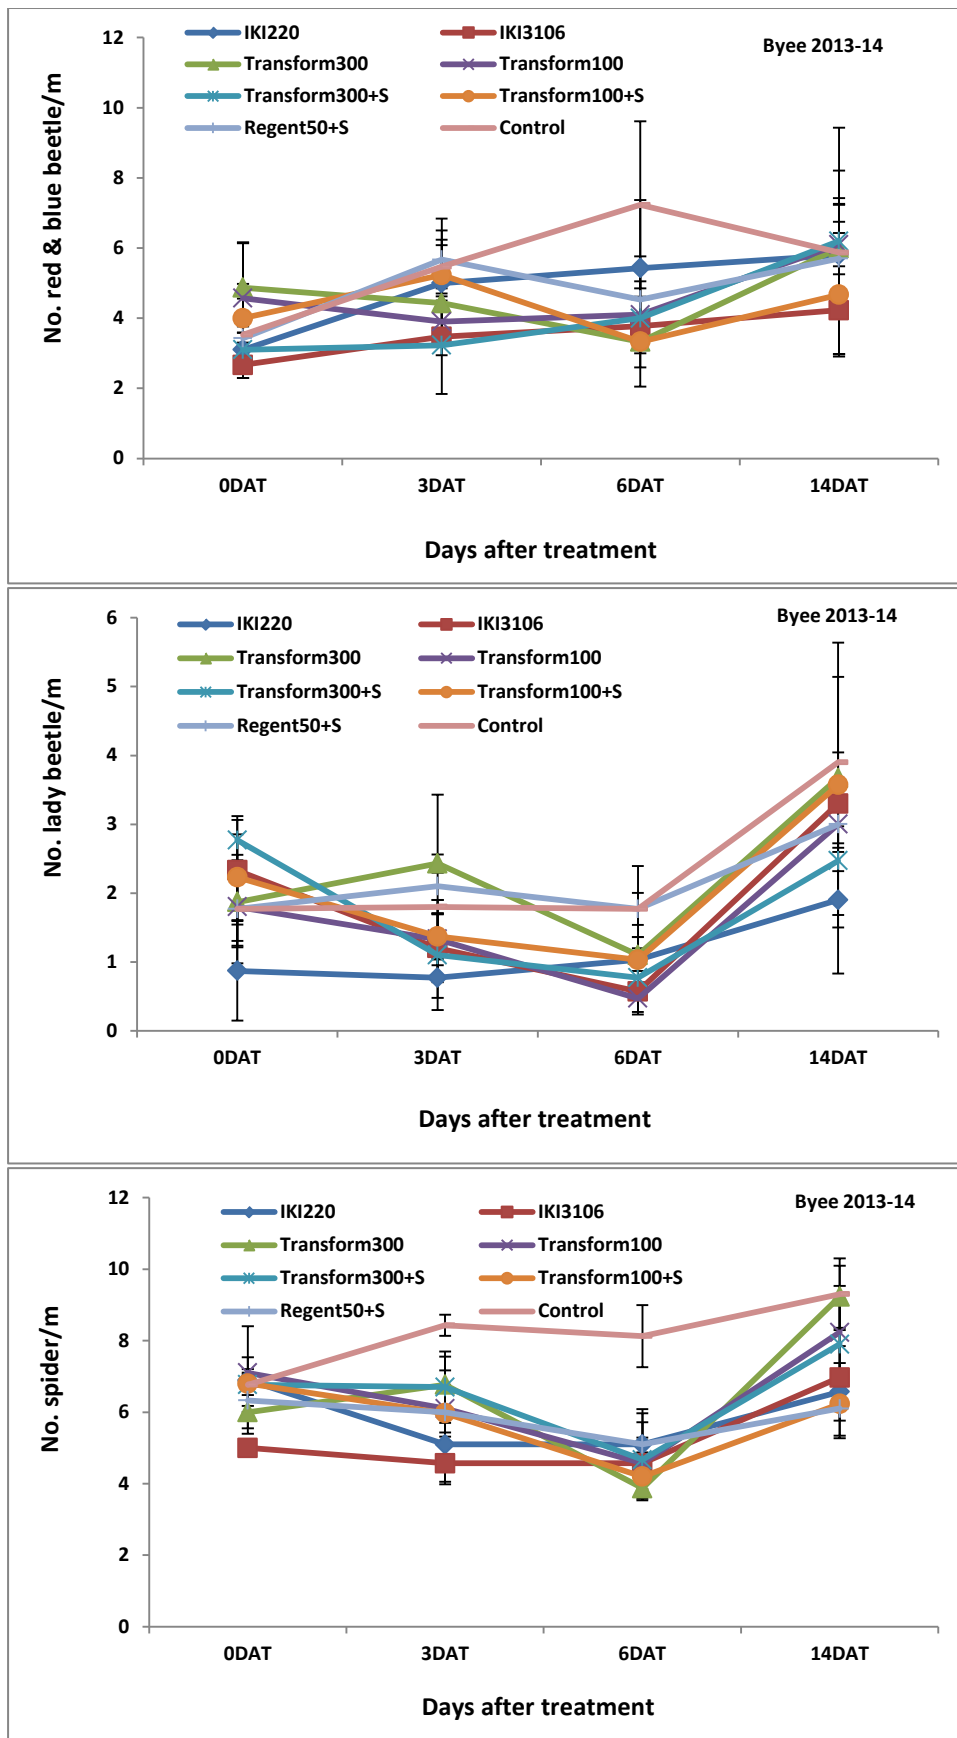 No. red & blue beetle/m
12
10
8
6
4
2
0
IKI220 IKI3106
Transform300 Transform100
Transform300+S Transform100+S
Regent50+S Control
Byee 2013-14
0DAT 3DAT 6DAT 14DAT
Days after treatment
No. lady beetle/m
6
5
4
3
2
1
0
IKI220 IKI3106
Transform300 Transform100
Transform300+S Transform100+S
Regent50+S Control
Byee 2013-14
0DAT 3DAT 6DAT 14DAT
Days after treatment
No. spider/m
12
10
8
6
4
2
0
IKI220 IKI3106
Transform300 Transform100
Transform300+S Transform100+S
Regent50+S Control
Byee 2013-14
0DAT 3DAT 6DAT 14DAT
Days after treatment